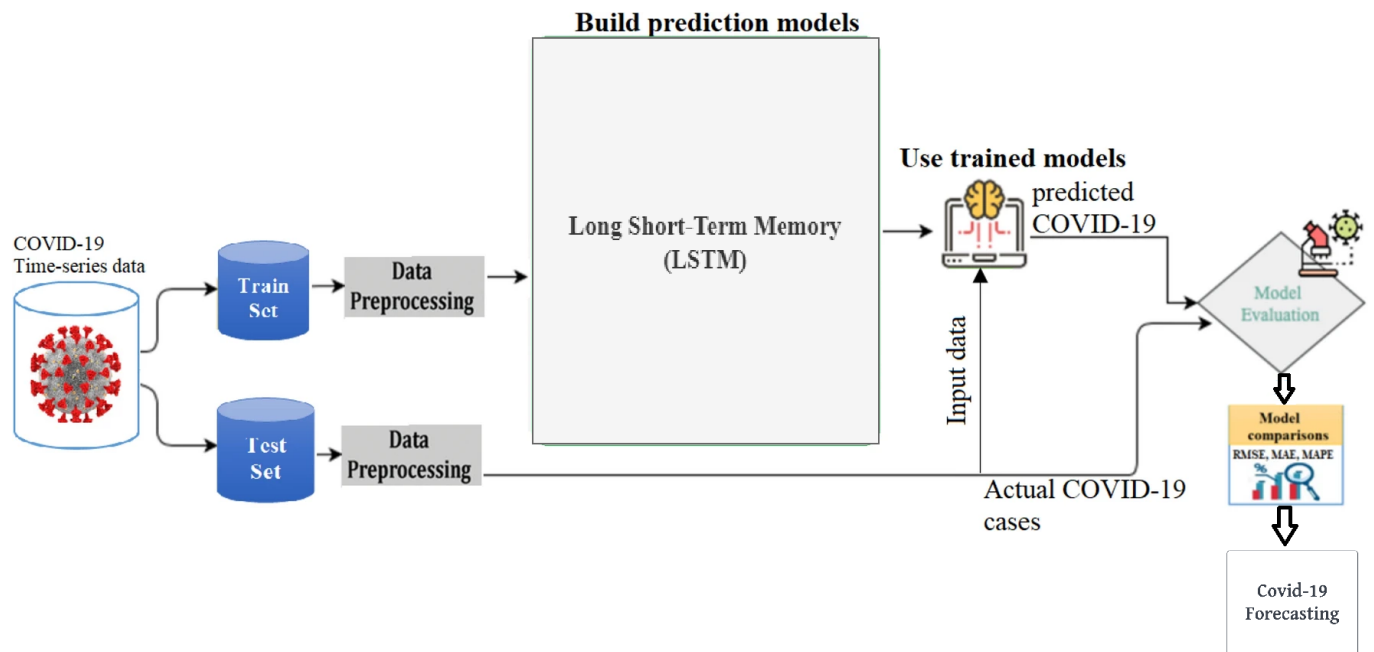 Build prediction models
Long Short-Term Memory
(LSTM)
Use trained models
predicted
COVID-19
COVID-19
Time-series data
Train
Set
Data
Preprocessing
Model
Evaluation
Input data
Test
Set
Data
Preprocessing
Actual COVID-19
cases
Model
comparisons
RMSE, MAE, MAPE
%
Covid-19
Forecasting